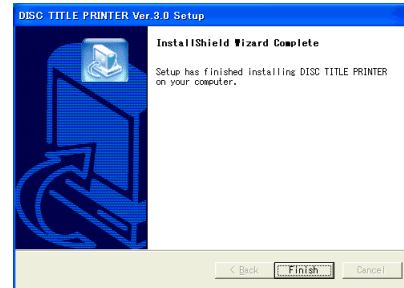 DISC TITLE PRINTER Ver.3.0 Setup
InstallShield Wizard Complete
Setup has finished installing DISC TITLE PRINTER
on your computer.
< Back Finish Cancel